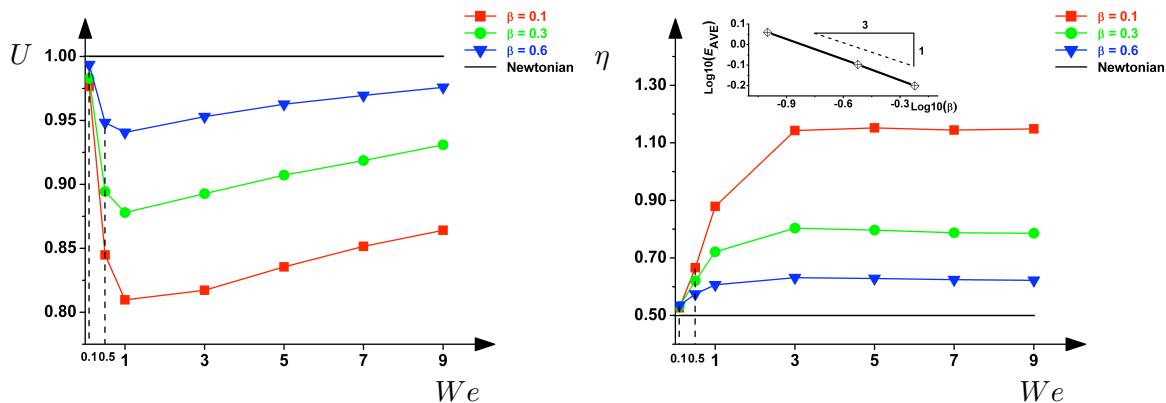 U
1.00
0.95
0.90
0.85
0.80
0.1
0.5
1
3
5
7
9
We
β = 0.1
β = 0.3
β = 0.6
Newtonian
η
1.30
1.10
0.90
0.70
0.50
0.1
0.5
1
3
5
7
9
We
Log10(E_AVE)
0.1
0.0
-0.1
-0.2
-0.9
-0.6
-0.3
Log10(β)
3
1
β = 0.1
β = 0.3
β = 0.6
Newtonian